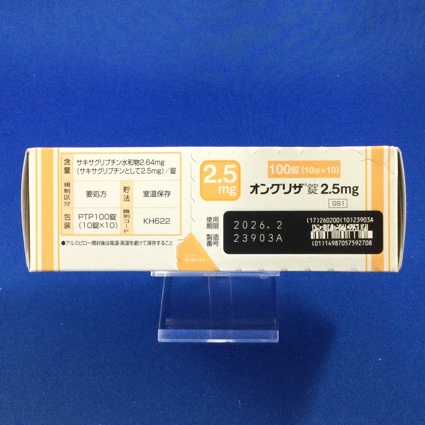 含量 サキサグリプチン水和物2.64mg
(サキサグリプチンとして2.5mg)/錠
規制区分 要処方 貯法 室温保存
包装 PTP100錠
(10錠×10) 識別コード KH622
●アルミピロー開封後は高温・高湿を避けて保存すること
2.5
mg
100錠(10錠×10)
オングリザ®錠2.5mg
GS1
使用期限 2026.2
製造番号 23903A
(17)260200(10)23903A
(01)14987057592708